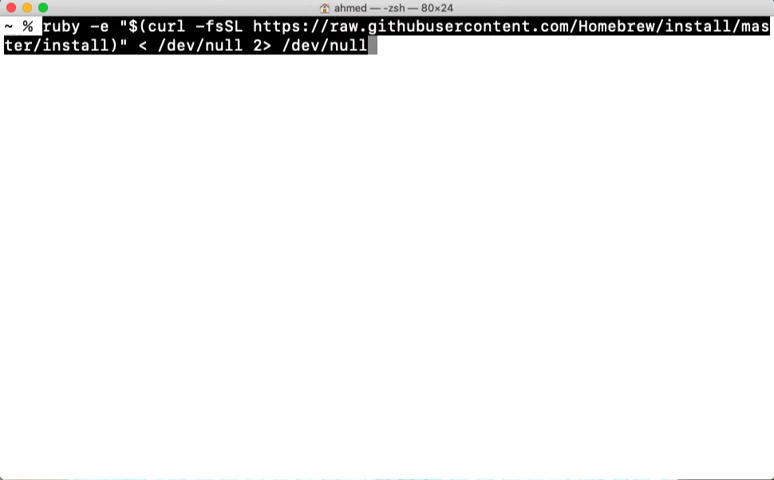 ahmed — -zsh — 80×24
~ % ruby -e "$(curl -fsSL https://raw.githubusercontent.com/Homebrew/install/mas
ter/install)" < /dev/null 2> /dev/null